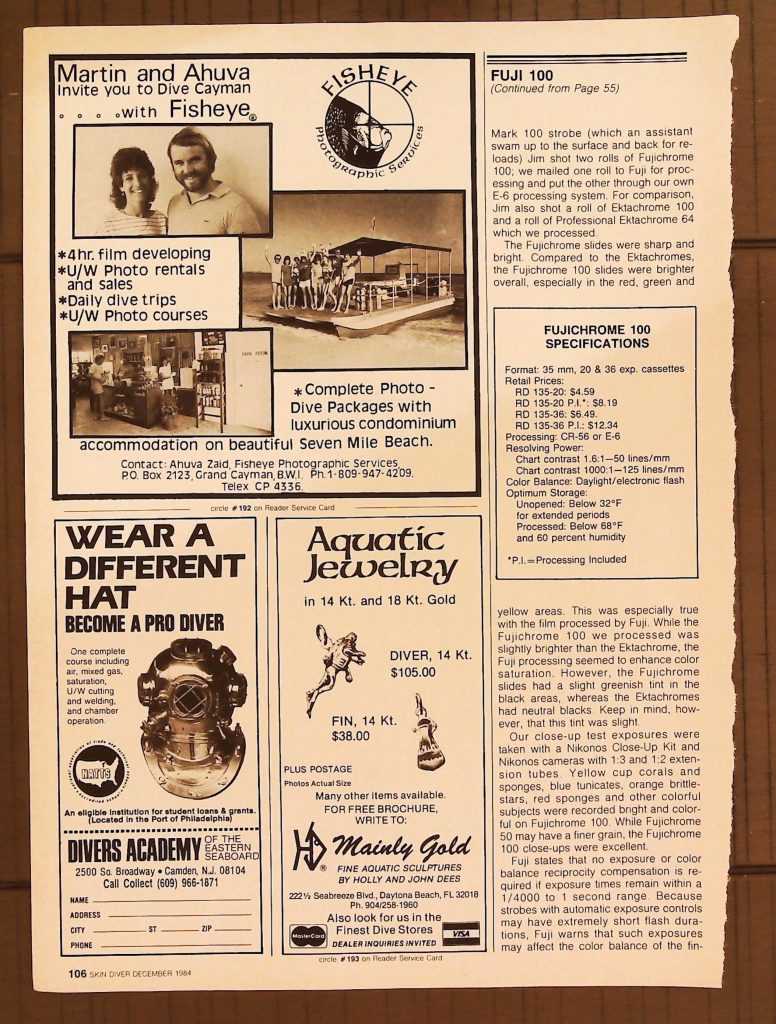 Martin and Ahuva
Invite you to Dive Cayman
. . . . with Fisheye®
FISHEYE
Photographic Services
*4hr. film developing
*U/W Photo rentals
and sales
*Daily dive trips
*U/W Photo courses
DARK ROOM
*Complete Photo -
Dive Packages with
luxurious condominium
accommodation on beautiful Seven Mile Beach.
Contact: Ahuva Zaid, Fisheye Photographic Services
P.O. Box 2123, Grand Cayman, B.W.I. Ph. 1-809-947-4209.
Telex CP 4336.
circle #192 on Reader Service Card
WEAR A
DIFFERENT
HAT
BECOME A PRO DIVER
One complete
course including
air, mixed gas,
saturation,
U/W cutting
and welding,
and chamber
operation.
NATTS
An eligible institution for student loans & grants.
(Located in the Port of Philadelphia)
DIVERS ACADEMY OF THE
EASTERN
SEABOARD
2500 So. Broadway • Camden, N.J. 08104
Call Collect (609) 966-1871
NAME
ADDRESS
CITY ST ZIP
PHONE
Aquatic
Jewelry
in 14 Kt. and 18 Kt. Gold
DIVER, 14 Kt.
$105.00
FIN, 14 Kt.
$38.00
PLUS POSTAGE
Photos Actual Size
Many other items available.
FOR FREE BROCHURE,
WRITE TO:
Mainly Gold
FINE AQUATIC SCULPTURES
BY HOLLY AND JOHN DEES
222½ Seabreeze Blvd., Daytona Beach, FL 32018
Ph. 904/258-1960
Also look for us in the
Finest Dive Stores
MasterCard
DEALER INQUIRIES INVITED
VISA
circle #193 on Reader Service Card
FUJI 100
(Continued from Page 55)
Mark 100 strobe (which an assistant
swam up to the surface and back for re-
loads) Jim shot two rolls of Fujichrome
100; we mailed one roll to Fuji for proc-
essing and put the other through our own
E-6 processing system. For comparison,
Jim also shot a roll of Ektachrome 100
and a roll of Professional Ektachrome 64
which we processed.
The Fujichrome slides were sharp and
bright. Compared to the Ektachromes,
the Fujichrome 100 slides were brighter
overall, especially in the red, green and
FUJICHROME 100
SPECIFICATIONS
Format: 35 mm, 20 & 36 exp. cassettes
Retail Prices:
RD 135-20: $4.59
RD 135-20 P.I.*: $8.19
RD 135-36: $6.49.
RD 135-36 P.I.: $12.34
Processing: CR-56 or E-6
Resolving Power:
Chart contrast 1.6:1—50 lines/mm
Chart contrast 1000:1—125 lines/mm
Color Balance: Daylight/electronic flash
Optimum Storage:
Unopened: Below 32°F
for extended periods
Processed: Below 68°F
and 60 percent humidity
*P.I.=Processing Included
yellow areas. This was especially true
with the film processed by Fuji. While the
Fujichrome 100 we processed was
slightly brighter than the Ektachrome, the
Fuji processing seemed to enhance color
saturation. However, the Fujichrome
slides had a slight greenish tint in the
black areas, whereas the Ektachromes
had neutral blacks. Keep in mind, how-
ever, that this tint was slight.
Our close-up test exposures were
taken with a Nikonos Close-Up Kit and
Nikonos cameras with 1:3 and 1:2 exten-
sion tubes. Yellow cup corals and
sponges, blue tunicates, orange brittle-
stars, red sponges and other colorful
subjects were recorded bright and color-
ful on Fujichrome 100. While Fujichrome
50 may have a finer grain, the Fujichrome
100 close-ups were excellent.
Fuji states that no exposure or color
balance reciprocity compensation is re-
quired if exposure times remain within a
1/4000 to 1 second range. Because
strobes with automatic exposure controls
may have extremely short flash dura-
tions, Fuji warns that such exposures
may affect the color balance of the fin-
106 SKIN DIVER DECEMBER 1984